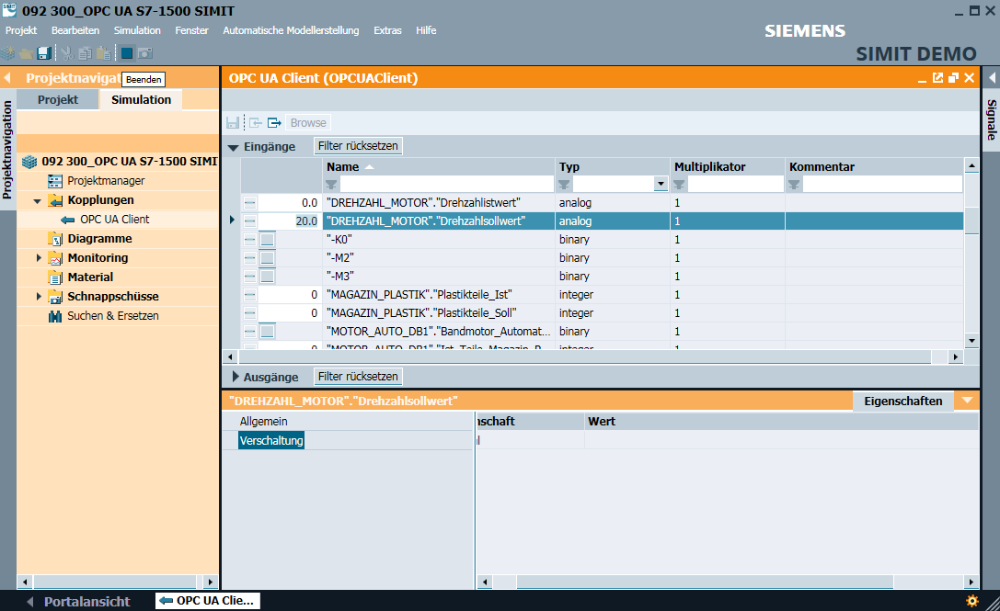 092 300_OPC UA S7-1500 SIMIT
Projekt Bearbeiten Simulation Fenster Automatische Modellerstellung Extras Hilfe
SIEMENS
SIMIT DEMO
Projektnavigat
Beenden
OPC UA Client (OPCUAClient)
Projekt Simulation
Projektnavigation
Signale
Browse
Eingänge Filter rücksetzen
092 300_OPC UA S7-1500 SIMIT
Projektmanager
Kopplungen
OPC UA Client
Diagramme
Monitoring
Material
Schnappschüsse
Suchen & Ersetzen
Name Typ Multiplikator Kommentar
0.0 "DREHZAHL_MOTOR"."Drehzahlistwert" analog 1
20.0 "DREHZAHL_MOTOR"."Drehzahlsollwert" analog 1
"-K0" binary 1
"-M2" binary 1
"-M3" binary 1
0 "MAGAZIN_PLASTIK"."Plastikteile_Ist" integer 1
0 "MAGAZIN_PLASTIK"."Plastikteile_Soll" integer 1
"MOTOR_AUTO_DB1"."Bandmotor_Automat... binary 1
0 "MOTOR_AUTO_DB1"."Ist_Teile_Magazin_P... integer 1
Ausgänge Filter rücksetzen
"DREHZAHL_MOTOR"."Drehzahlsollwert" Eigenschaften
Allgemein
Verschaltung
nschaft Wert
Portalansicht OPC UA Clie...